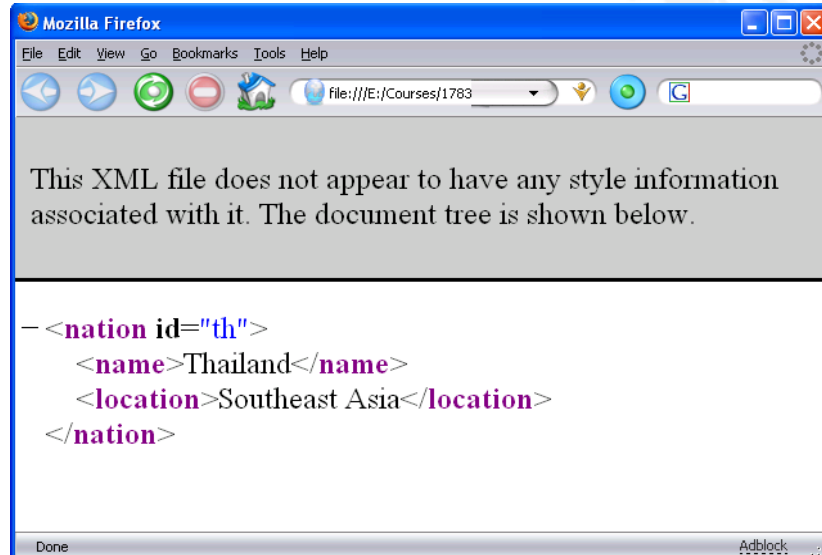 Mozilla Firefox
File Edit View Go Bookmarks Tools Help
file:///E:/Courses/1783
G
This XML file does not appear to have any style information
associated with it. The document tree is shown below.
− <nation id="th">
<name>Thailand</name>
<location>Southeast Asia</location>
</nation>
Done Adblock